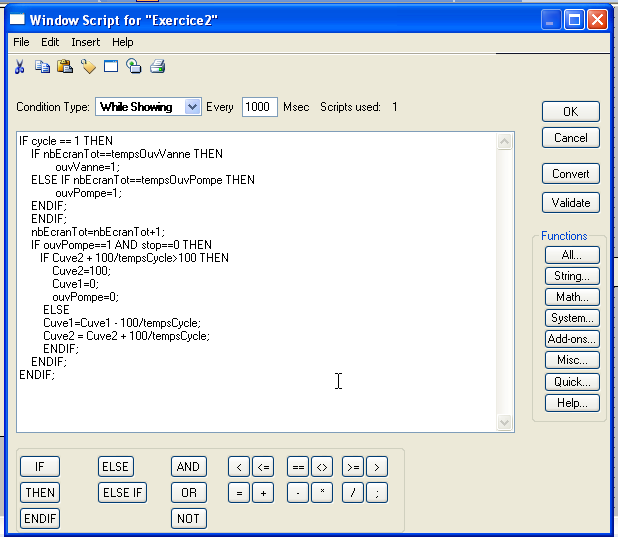 Window Script for "Exercice2"
File Edit Insert Help
Condition Type: While Showing Every 1000 Msec Scripts used: 1
IF cycle == 1 THEN
IF nbEcranTot==tempsOuvVanne THEN
ouvVanne=1;
ELSE IF nbEcranTot==tempsOuvPompe THEN
ouvPompe=1;
ENDIF;
ENDIF;
nbEcranTot=nbEcranTot+1;
IF ouvPompe==1 AND stop==0 THEN
IF Cuve2 + 100/tempsCycle>100 THEN
Cuve2=100;
Cuve1=0;
ouvPompe=0;
ELSE
Cuve1=Cuve1 - 100/tempsCycle;
Cuve2 = Cuve2 + 100/tempsCycle;
ENDIF;
ENDIF;
ENDIF;
OK
Cancel
Convert
Validate
Functions
All...
String...
Math...
System...
Add-ons...
Misc...
Quick...
Help...
IF ELSE AND < <= == <> >= >
THEN ELSE IF OR = + - * / ;
ENDIF NOT